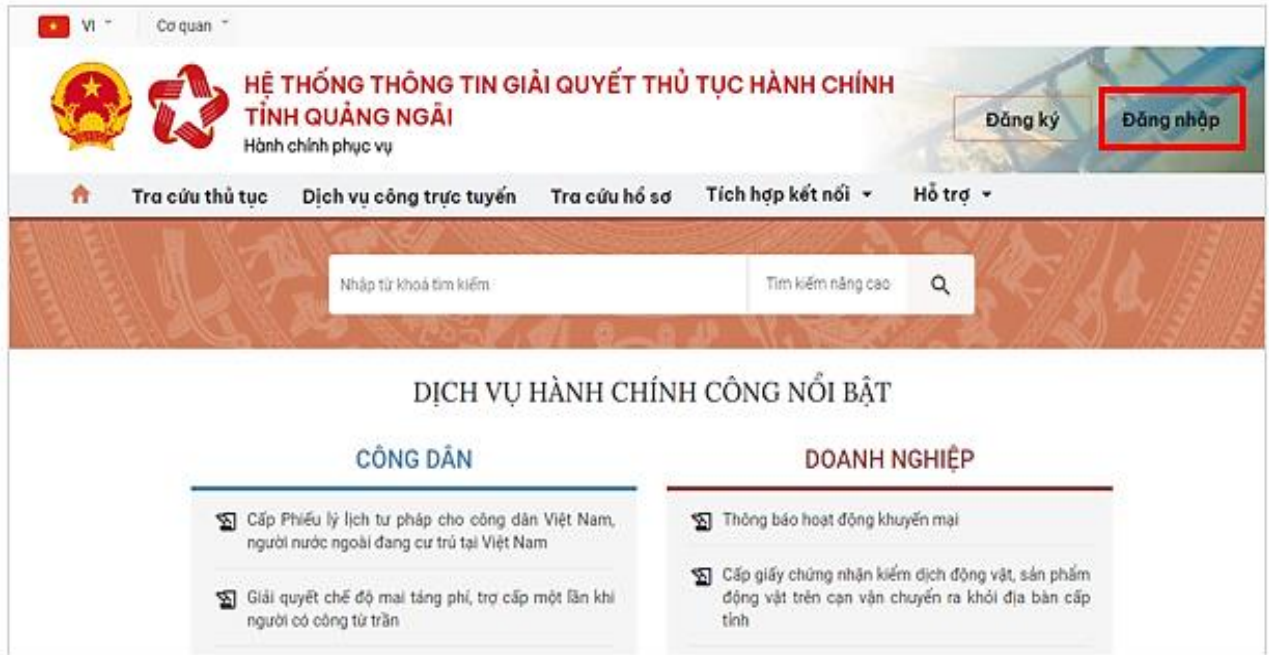 VI Cơ quan
HỆ THỐNG THÔNG TIN GIẢI QUYẾT THỦ TỤC HÀNH CHÍNH
TỈNH QUẢNG NGÃI
Hành chính phục vụ
Đăng ký Đăng nhập
Tra cứu thủ tục Dịch vụ công trực tuyến Tra cứu hồ sơ Tích hợp kết nối Hỗ trợ
Nhập từ khoá tìm kiếm Tìm kiếm nâng cao
DỊCH VỤ HÀNH CHÍNH CÔNG NỔI BẬT
CÔNG DÂN
Cấp Phiếu lý lịch tư pháp cho công dân Việt Nam,
người nước ngoài đang cư trú tại Việt Nam
Giải quyết chế độ mai táng phí, trợ cấp một lần khi
người có công từ trần
DOANH NGHIỆP
Thông báo hoạt động khuyến mại
Cấp giấy chứng nhận kiểm dịch động vật, sản phẩm
động vật trên cạn vận chuyển ra khỏi địa bàn cấp
tỉnh